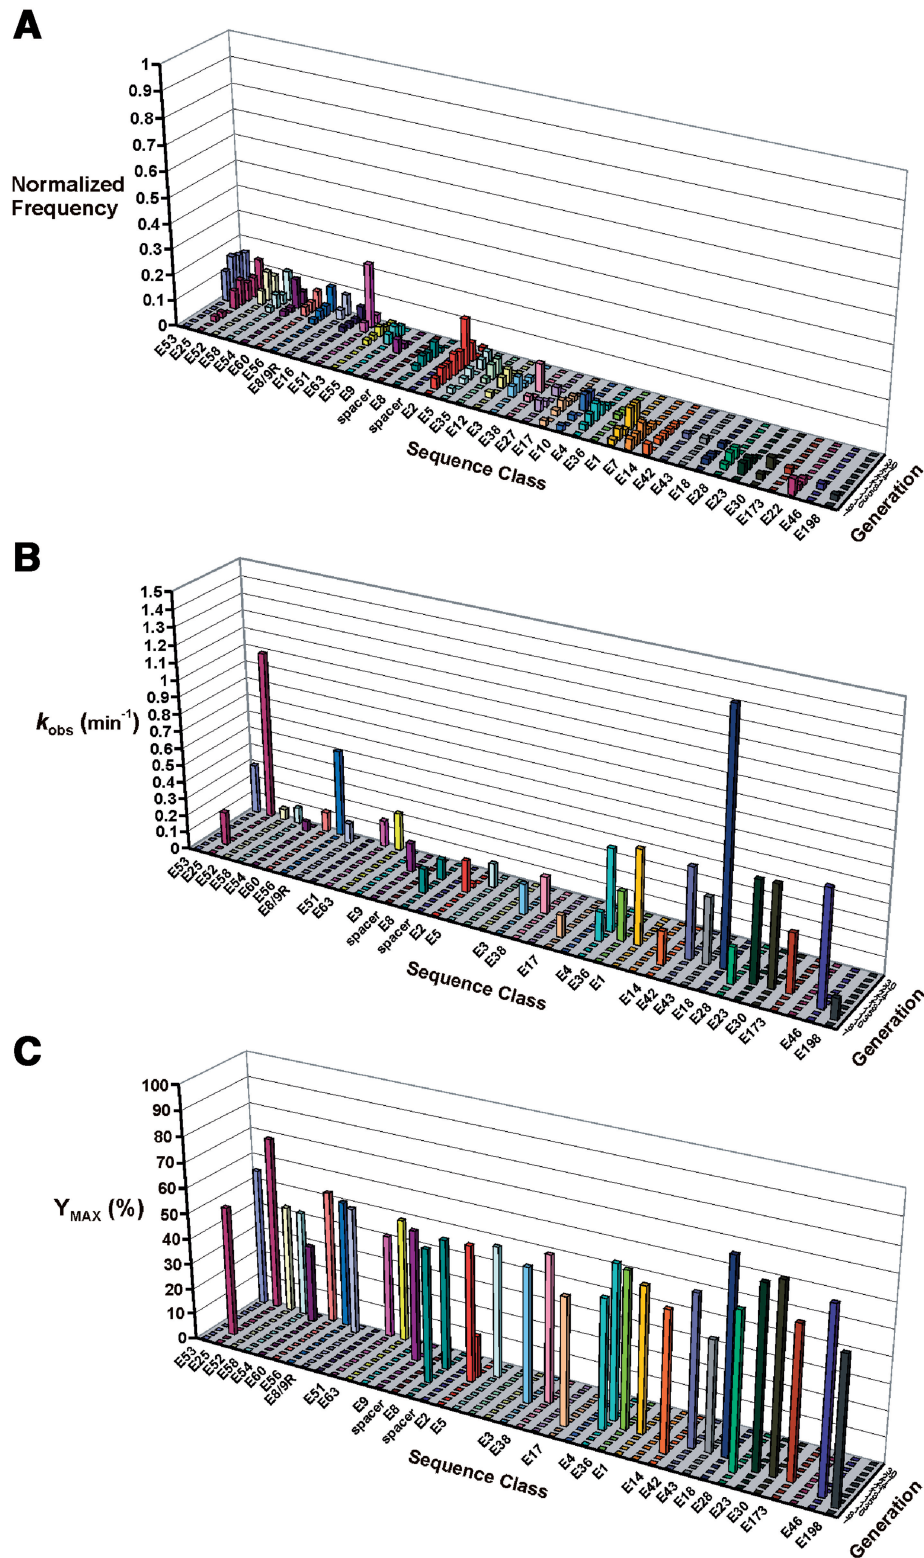 A
1
0.9
0.8
0.7
0.6
0.5
0.4
0.3
0.2
0.1
0
Normalized
Frequency
E53
E25
E52
E58
E54
E60
E56
E8/9R
E16
E51
E63
E55
E9
spacer
E8
spacer
E2
E5
E35
E12
E3
E38
E27
E17
E10
E4
E36
E1
E7
E14
E42
E43
E18
E28
E23
E30
E173
E22
E46
E198
Sequence Class
Generation
B
1.5
1.4
1.3
1.2
1.1
1
0.9
0.8
0.7
0.6
0.5
0.4
0.3
0.2
0.1
0
kobs (min-1)
E53
E25
E52
E58
E54
E60
E56
E8/9R
E51
E63
E9
spacer
E8
spacer
E2
E5
E3
E38
E17
E4
E36
E1
E14
E42
E43
E18
E28
E23
E30
E173
E46
E198
Sequence Class
Generation
C
100
90
80
70
60
50
40
30
20
10
0
YMAX (%)
E53
E25
E52
E58
E54
E60
E56
E8/9R
E51
E63
E9
spacer
E8
spacer
E2
E5
E3
E38
E17
E4
E36
E1
E14
E42
E43
E18
E28
E23
E30
E173
E46
E198
Sequence Class
Generation